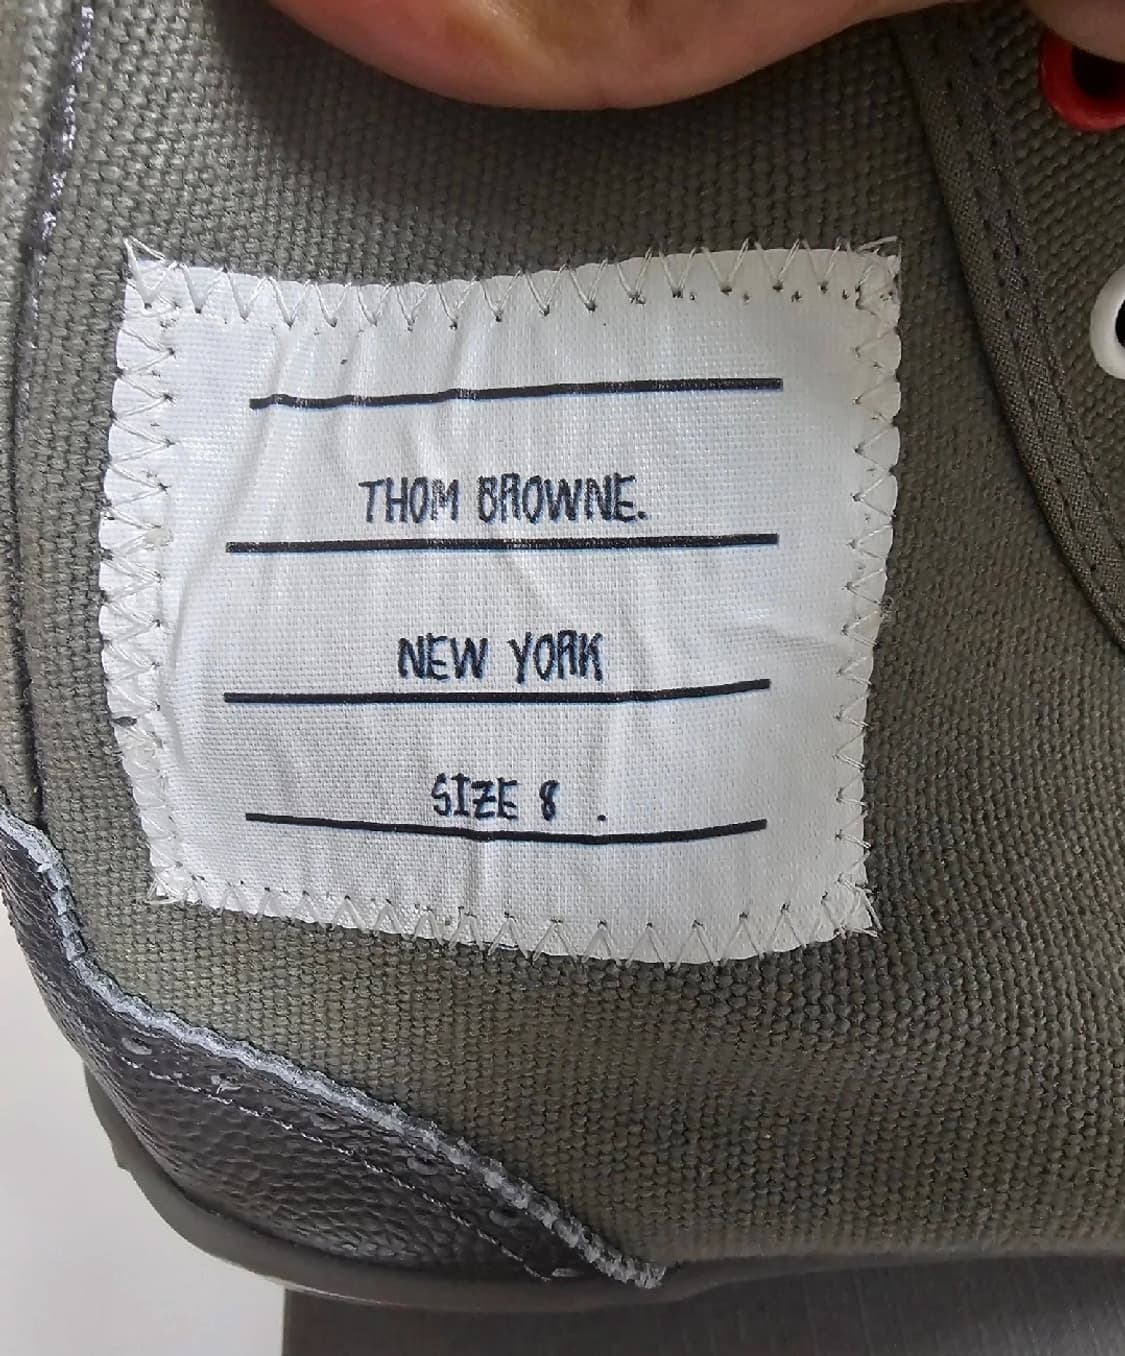 THOM BROWNE.
NEW YORK
SIZE 8 .